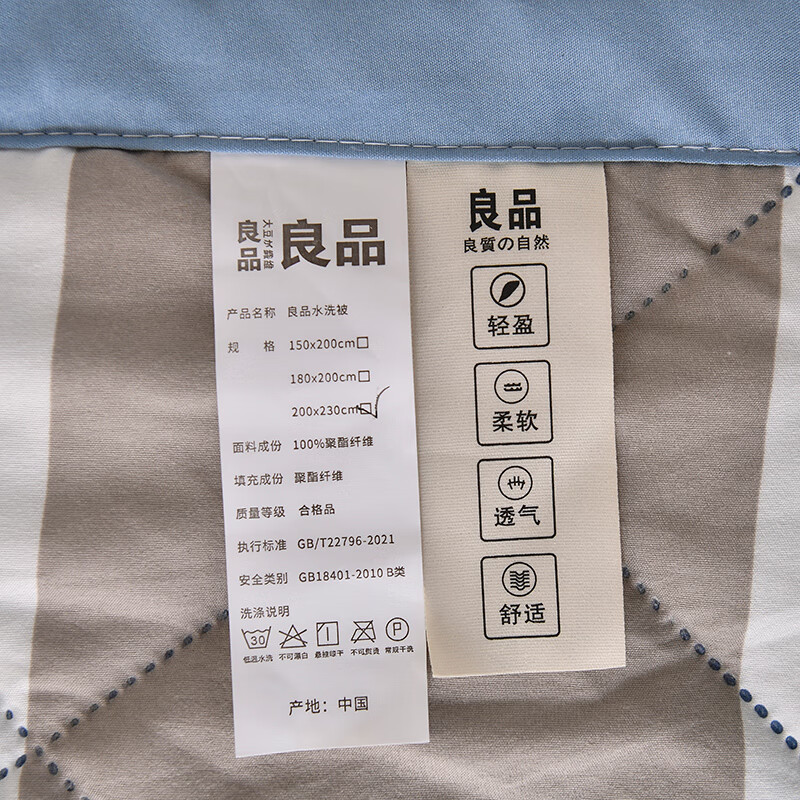 良品
大豆が繊維
良品
产品名称 良品水洗被
规 格 150x200cm
180x200cm
200x230cm
面料成份 100%聚酯纤维
填充成份 聚酯纤维
质量等级 合格品
执行标准 GB/T22796-2021
安全类别 GB18401-2010 B类
洗涤说明
30
P
低温水洗 不可漂白 悬挂晾干 不可熨烫 常规干洗
产地：中国
良品
良質の自然
轻盈
柔软
透气
舒适